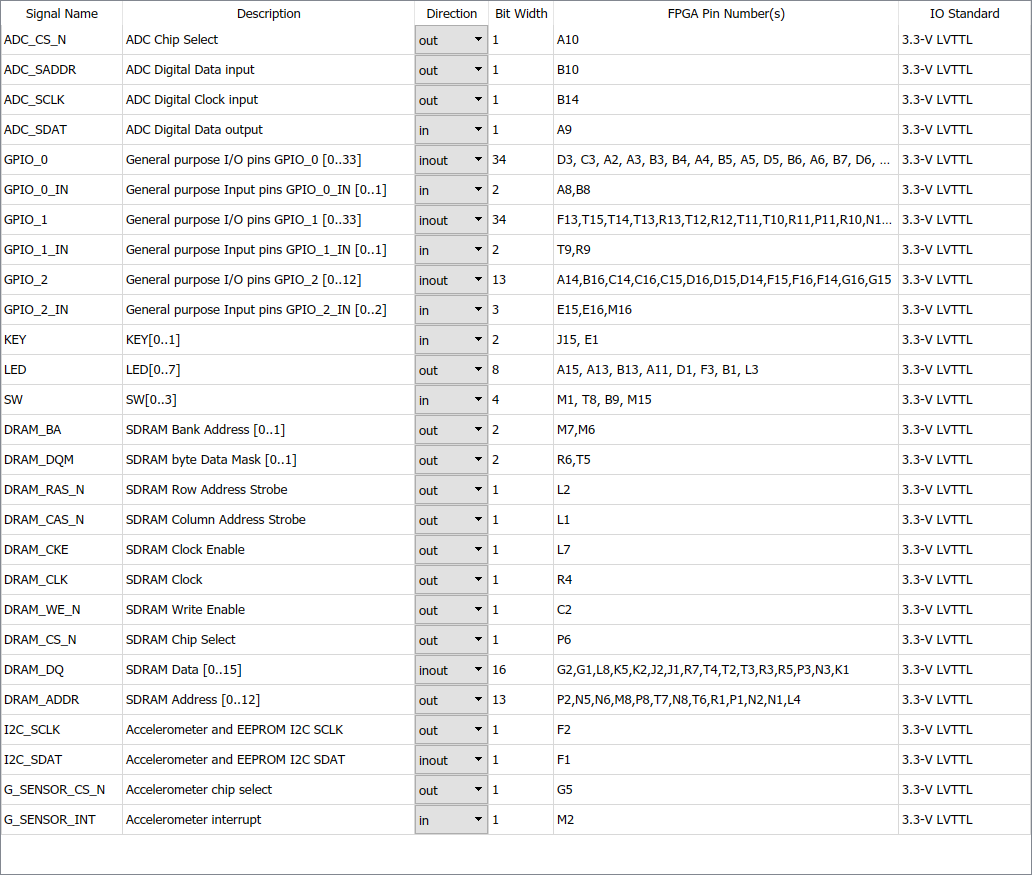 Signal Name Description Direction Bit Width FPGA Pin Number(s) IO Standard
ADC_CS_N ADC Chip Select out 1 A10 3.3-V LVTTL
ADC_SADDR ADC Digital Data input out 1 B10 3.3-V LVTTL
ADC_SCLK ADC Digital Clock input out 1 B14 3.3-V LVTTL
ADC_SDAT ADC Digital Data output in 1 A9 3.3-V LVTTL
GPIO_0 General purpose I/O pins GPIO_0 [0..33] inout 34 D3, C3, A2, A3, B3, B4, A4, B5, A5, D5, B6, A6, B7, D6, ... 3.3-V LVTTL
GPIO_0_IN General purpose Input pins GPIO_0_IN [0..1] in 2 A8,B8 3.3-V LVTTL
GPIO_1 General purpose I/O pins GPIO_1 [0..33] inout 34 F13,T15,T14,T13,R13,T12,R12,T11,T10,R11,P11,R10,N1... 3.3-V LVTTL
GPIO_1_IN General purpose Input pins GPIO_1_IN [0..1] in 2 T9,R9 3.3-V LVTTL
GPIO_2 General purpose I/O pins GPIO_2 [0..12] inout 13 A14,B16,C14,C16,C15,D16,D15,D14,F15,F16,F14,G16,G15 3.3-V LVTTL
GPIO_2_IN General purpose Input pins GPIO_2_IN [0..2] in 3 E15,E16,M16 3.3-V LVTTL
KEY KEY[0..1] in 2 J15, E1 3.3-V LVTTL
LED LED[0..7] out 8 A15, A13, B13, A11, D1, F3, B1, L3 3.3-V LVTTL
SW SW[0..3] in 4 M1, T8, B9, M15 3.3-V LVTTL
DRAM_BA SDRAM Bank Address [0..1] out 2 M7,M6 3.3-V LVTTL
DRAM_DQM SDRAM byte Data Mask [0..1] out 2 R6,T5 3.3-V LVTTL
DRAM_RAS_N SDRAM Row Address Strobe out 1 L2 3.3-V LVTTL
DRAM_CAS_N SDRAM Column Address Strobe out 1 L1 3.3-V LVTTL
DRAM_CKE SDRAM Clock Enable out 1 L7 3.3-V LVTTL
DRAM_CLK SDRAM Clock out 1 R4 3.3-V LVTTL
DRAM_WE_N SDRAM Write Enable out 1 C2 3.3-V LVTTL
DRAM_CS_N SDRAM Chip Select out 1 P6 3.3-V LVTTL
DRAM_DQ SDRAM Data [0..15] inout 16 G2,G1,L8,K5,K2,J2,J1,R7,T4,T2,T3,R3,R5,P3,N3,K1 3.3-V LVTTL
DRAM_ADDR SDRAM Address [0..12] out 13 P2,N5,N6,M8,P8,T7,N8,T6,R1,P1,N2,N1,L4 3.3-V LVTTL
I2C_SCLK Accelerometer and EEPROM I2C SCLK out 1 F2 3.3-V LVTTL
I2C_SDAT Accelerometer and EEPROM I2C SDAT inout 1 F1 3.3-V LVTTL
G_SENSOR_CS_N Accelerometer chip select out 1 G5 3.3-V LVTTL
G_SENSOR_INT Accelerometer interrupt in 1 M2 3.3-V LVTTL